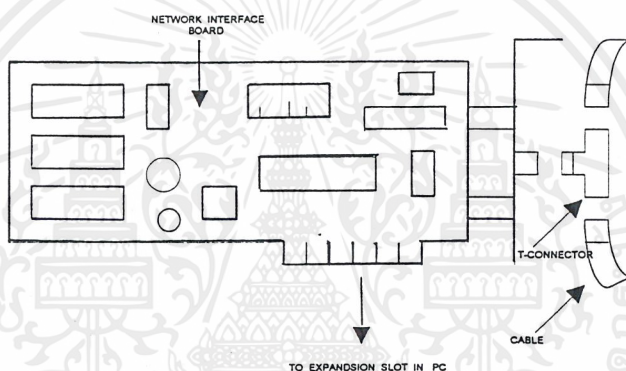 NETWORK INTERFACE
BOARD
T-CONNECTOR
CABLE
TO EXPANDSION SLOT IN PC